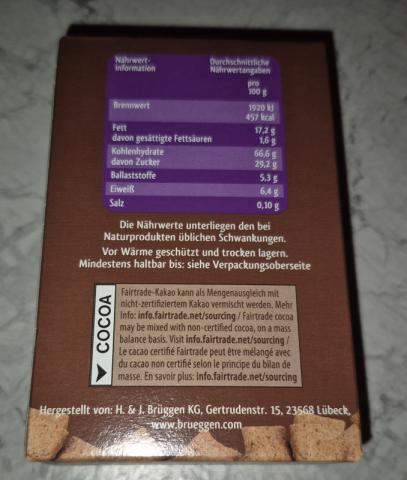 Nährwert- Durchschnittliche
information Nährwertangaben
pro
100 g
Brennwert 1920 kJ
457 kcal
Fett 17,2 g
davon gesättigte Fettsäuren 1,6 g
Kohlenhydrate 66,6 g
davon Zucker 29,2 g
Ballaststoffe 5,3 g
Eiweiß 6,4 g
Salz 0,10 g
Die Nährwerte unterliegen den bei
Naturprodukten üblichen Schwankungen.
Vor Wärme geschützt und trocken lagern.
Mindestens haltbar bis: siehe Verpackungsoberseite
COCOA
Fairtrade-Kakao kann als Mengenausgleich mit
nicht-zertifiziertem Kakao vermischt werden. Mehr
Info: info.fairtrade.net/sourcing / Fairtrade cocoa
may be mixed with non-certified cocoa, on a mass
balance basis. Visit info.fairtrade.net/sourcing /
Le cacao certifié Fairtrade peut être mélangé avec
du cacao non certifié selon le principe du bilan de
masse. En savoir plus: info.fairtrade.net/sourcing
Hergestellt von: H. & J. Brüggen KG, Gertrudenstr. 15, 23568 Lübeck,
www.brueggen.com